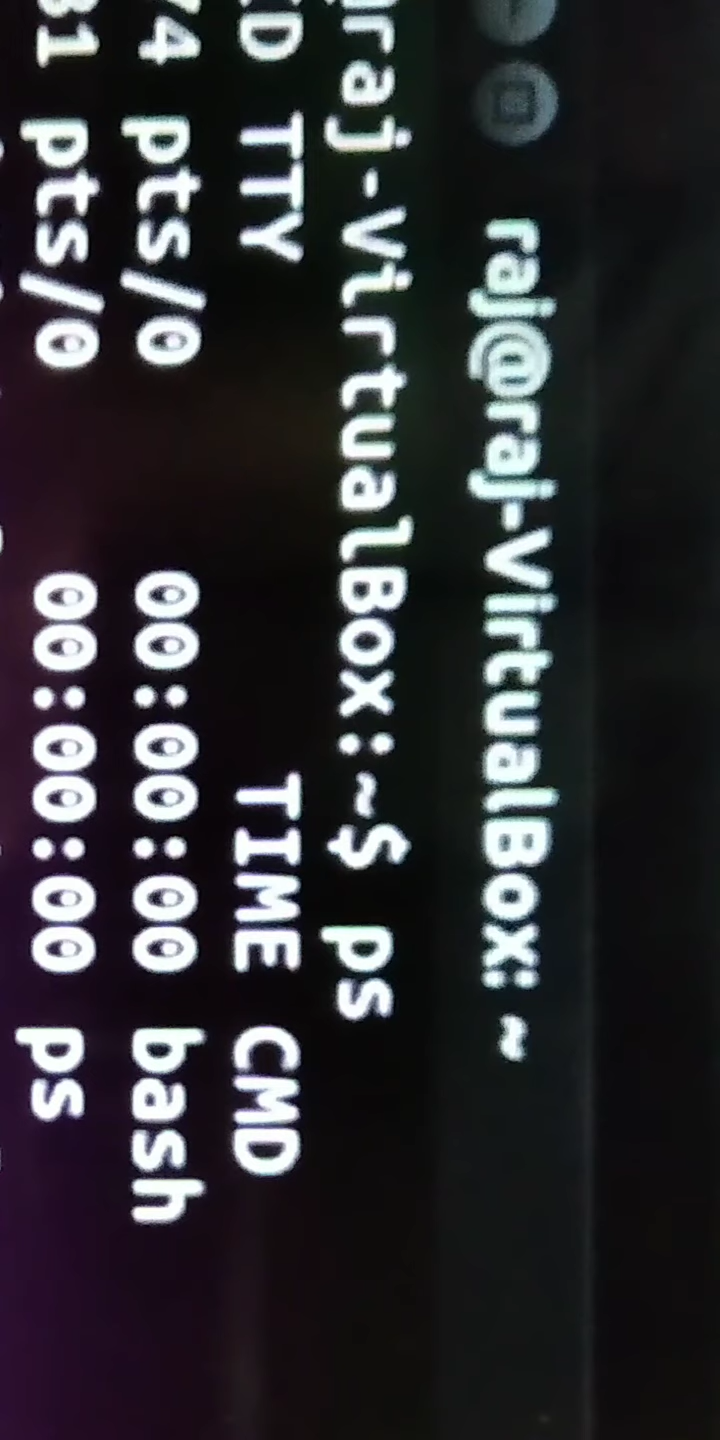 raj@raj-VirtualBox: ~
raj-VirtualBox:~$ ps
TTY TIME CMD
pts/0 00:00:00 bash
pts/0 00:00:00 ps